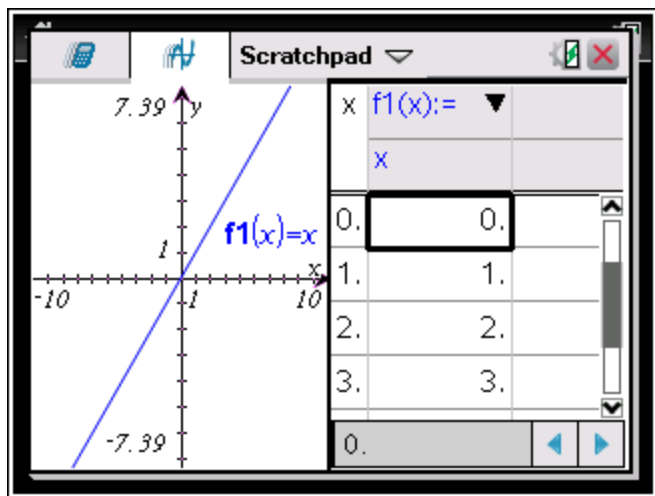 Scratchpad
7.39
y
f1(x)=x
1
x
-10
1
10
-7.39
x f1(x):=
x
0. 0.
1. 1.
2. 2.
3. 3.
0.